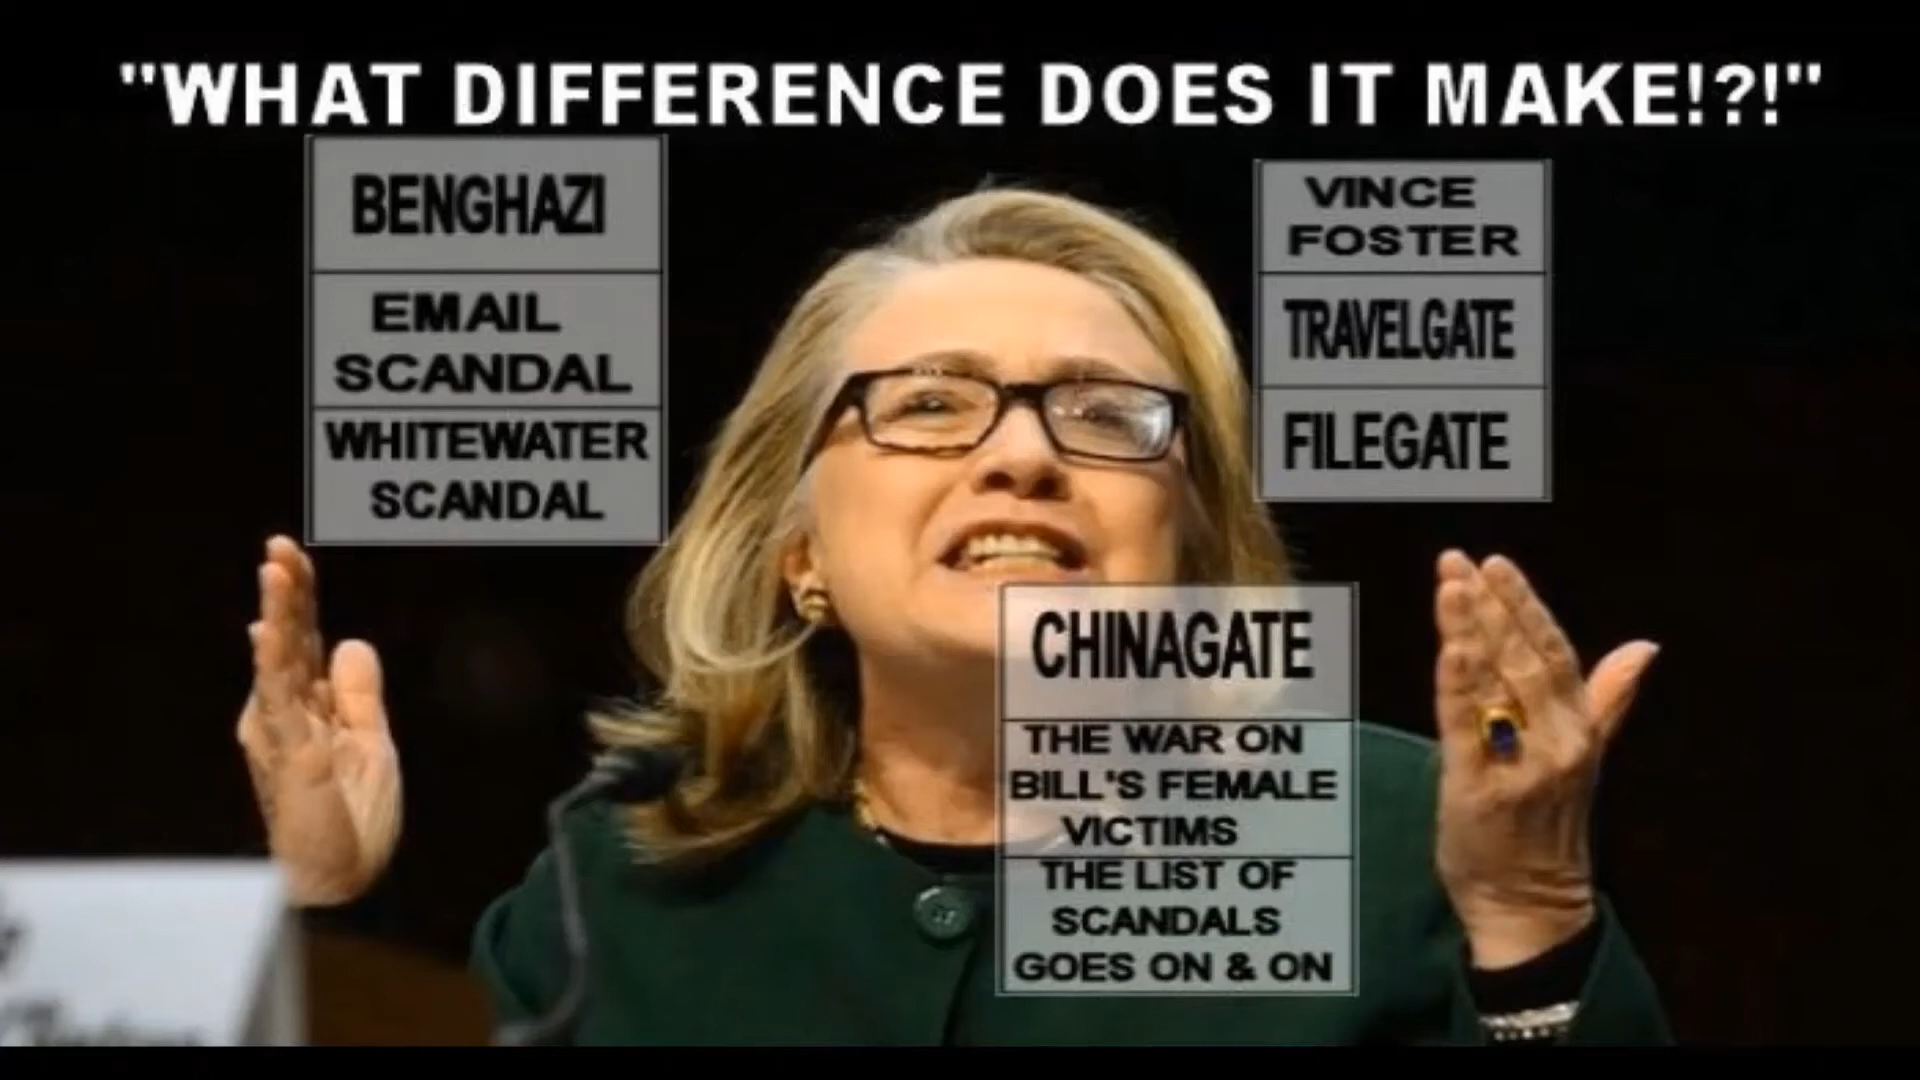 "WHAT DIFFERENCE DOES IT MAKE!?!"
BENGHAZI
EMAIL
SCANDAL
WHITEWATER
SCANDAL
VINCE
FOSTER
TRAVELGATE
FILEGATE
CHINAGATE
THE WAR ON
BILL'S FEMALE
VICTIMS
THE LIST OF
SCANDALS
GOES ON & ON